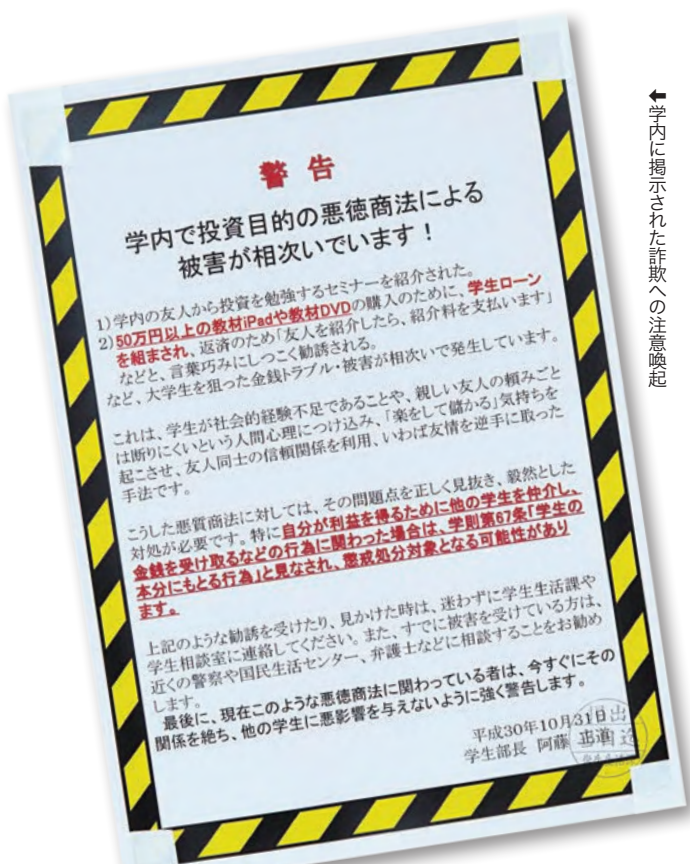 警 告
学内で投資目的の悪徳商法による
被害が相次いでいます！
1)学内の友人から投資を勉強するセミナーを紹介された。
2)50万円以上の教材iPadや教材DVDの購入のために、学生ローン
を組まされ、返済のため「友人を紹介したら、紹介料を支払います」
などと、言葉巧みにしつこく勧誘される。
など、大学生を狙った金銭トラブル・被害が相次いで発生しています。
これは、学生が社会的経験不足であることや、親しい友人の頼みごと
は断りにくいという人間心理につけ込み、「楽をして儲かる」気持ちを
起こさせ、友人同士の信頼関係を利用、いわば友情を逆手に取った
手法です。
こうした悪質商法に対しては、その問題点を正しく見抜き、毅然とした
対処が必要です。特に自分が利益を得るために他の学生を仲介し、
金銭を受け取るなどの行為に関わった場合は、学則第67条「学生の
本分にもとる行為」と見なされ、懲戒処分対象となる可能性があり
ます。
上記のような勧誘を受けたり、見かけた時は、迷わずに学生生活課や
学生相談室に連絡してください。また、すでに被害を受けている方は、
近くの警察や国民生活センター、弁護士などに相談することをお勧め
します。
最後に、現在このような悪徳商法に関わっている者は、今すぐにその
関係を絶ち、他の学生に悪影響を与えないように強く警告します。
平成30年10月31日
学生部長 阿藤
←学内に掲示された詐欺への注意喚起